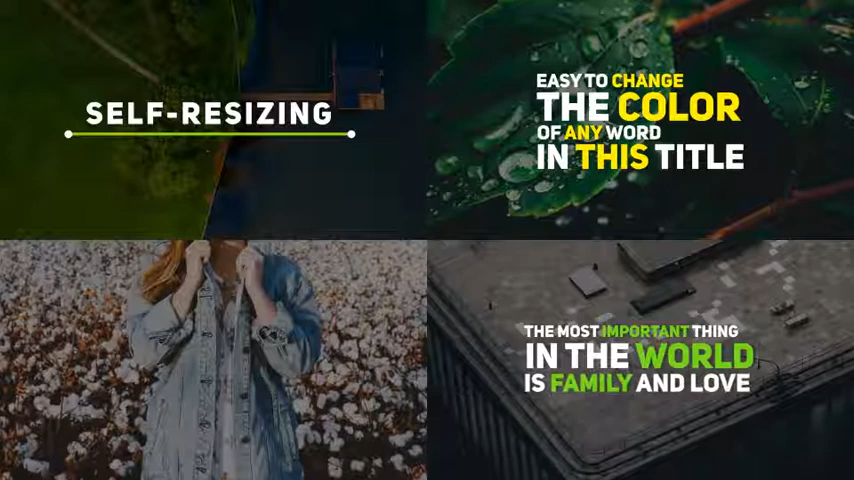 SELF-RESIZING
EASY TO CHANGE
THE COLOR
OF ANY WORD
IN THIS TITLE
THE MOST IMPORTANT THING
IN THE WORLD
IS FAMILY AND LOVE